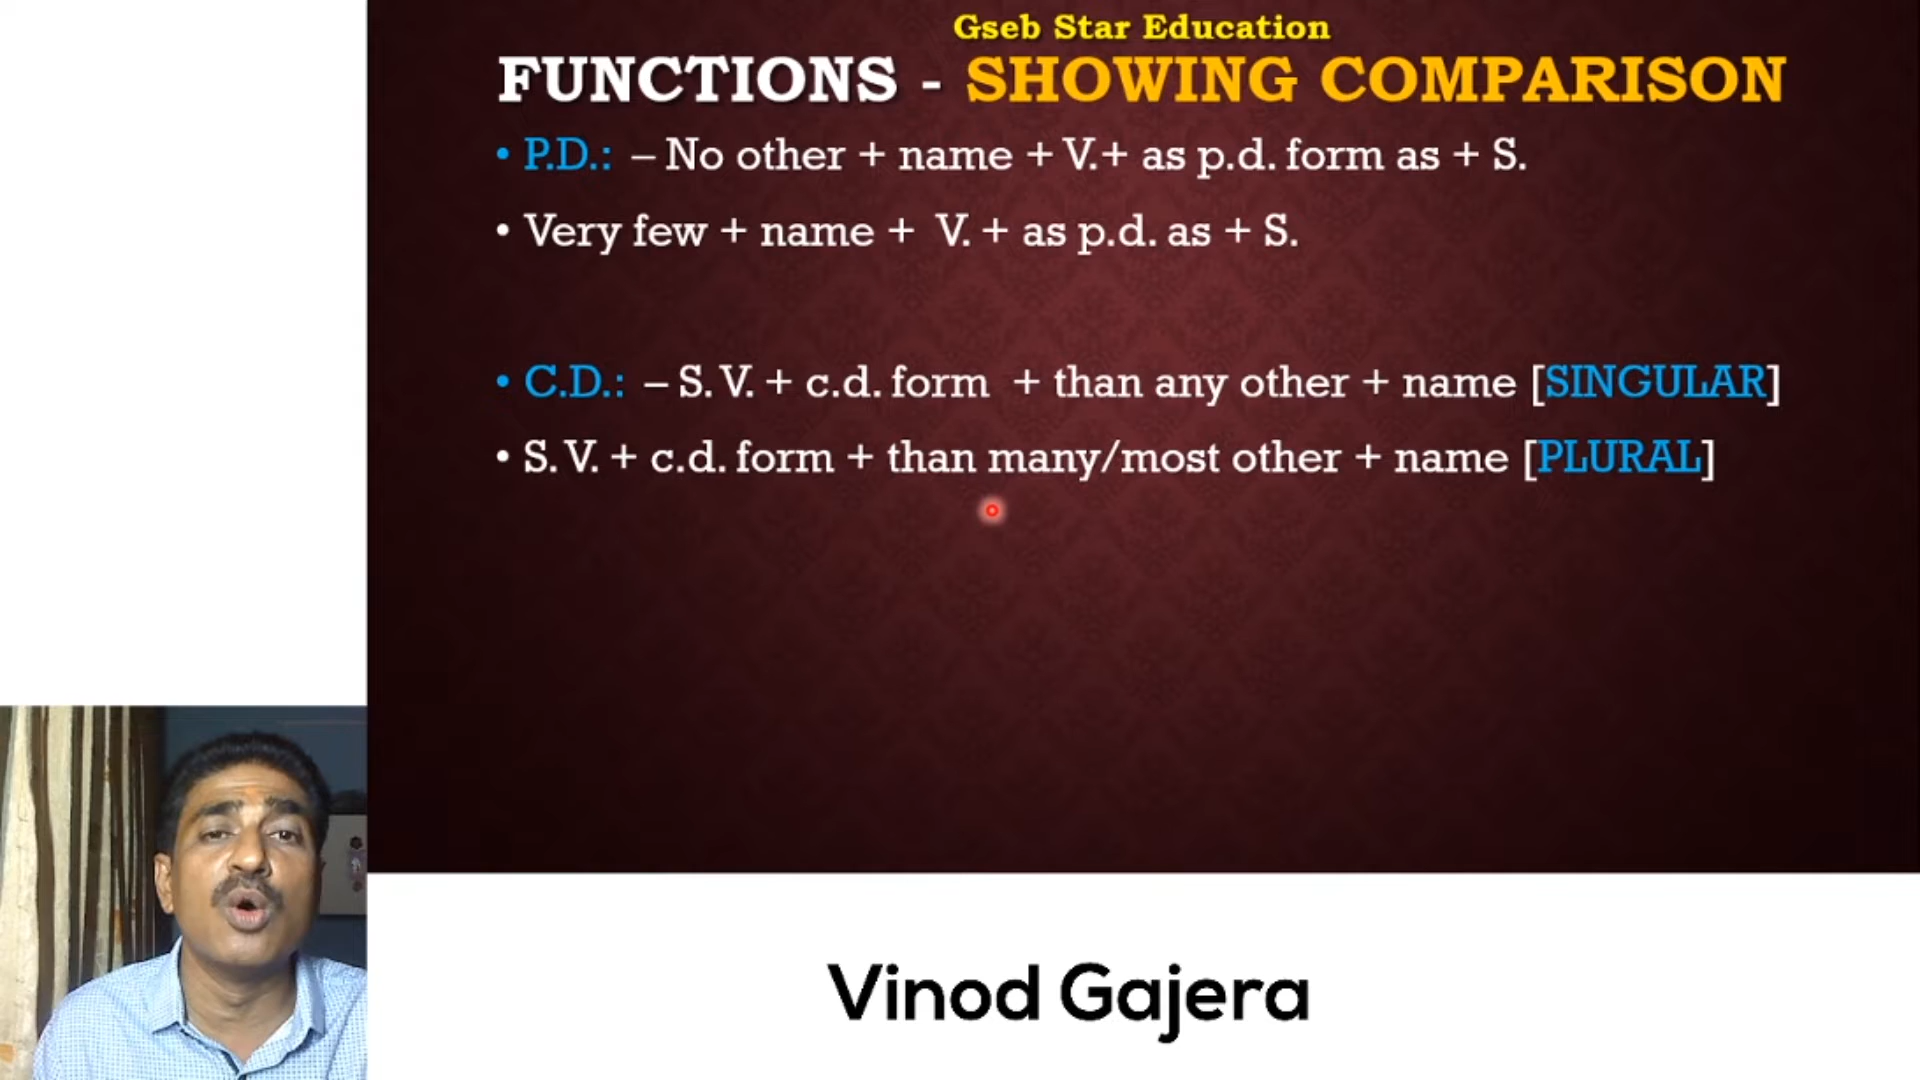 Gseb Star Education
FUNCTIONS - SHOWING COMPARISON
• P.D.: – No other + name + V.+ as p.d. form as + S.
• Very few + name + V. + as p.d. as + S.
• C.D.: – S. V. + c.d. form + than any other + name [SINGULAR]
• S. V. + c.d. form + than many/most other + name [PLURAL]
Vinod Gajera